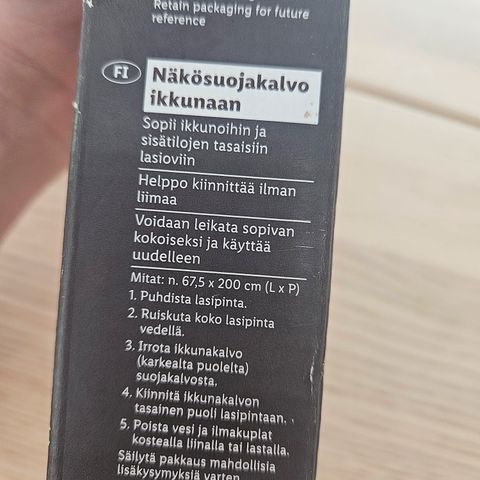 Retain packaging for future
reference
FI
Näkösuojakalvo
ikkunaan
Sopii ikkunoihin ja
sisätilojen tasaisiin
lasioviin
Helppo kiinnittää ilman
liimaa
Voidaan leikata sopivan
kokoiseksi ja käyttää
uudelleen
Mitat: n. 67,5 x 200 cm (L x P)
1. Puhdista lasipinta.
2. Ruiskuta koko lasipinta
vedellä.
3. Irrota ikkunakalvo
(karkealta puolelta)
suojakalvosta.
4. Kiinnitä ikkunakalvon
tasainen puoli lasipintaan.
5. Poista vesi ja ilmakuplat
kostealla liinalla tai lastalla.
Säilytä pakkaus mahdollisia
lisäkysymyksiä varten